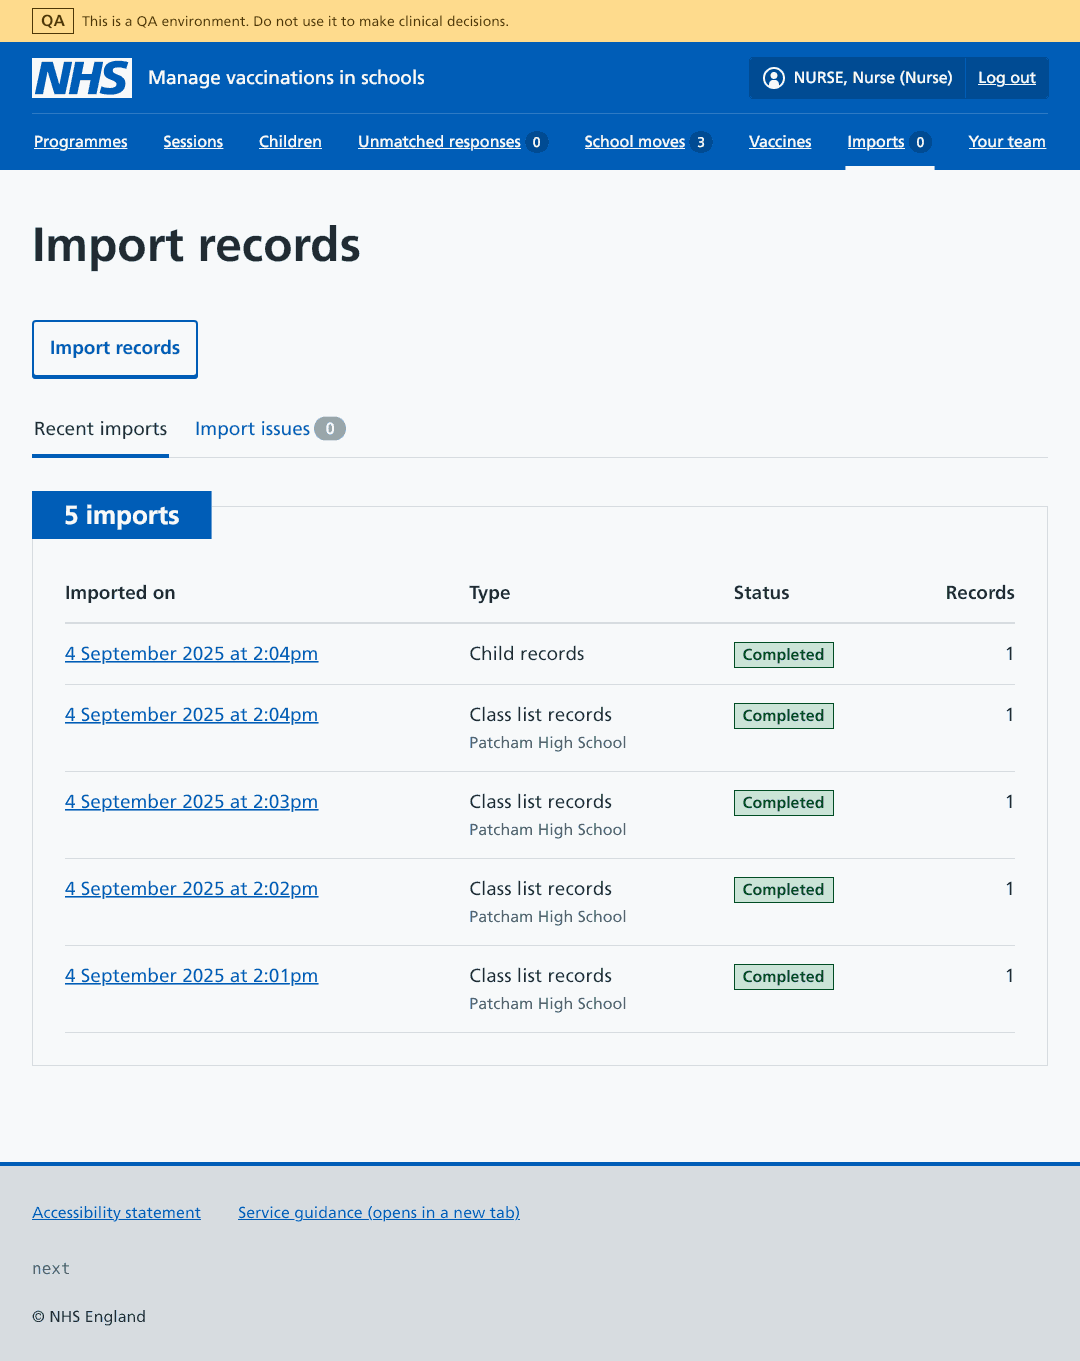 QA This is a QA environment. Do not use it to make clinical decisions.
NHS Manage vaccinations in schools NURSE, Nurse (Nurse) Log out
Programmes Sessions Children Unmatched responses 0 School moves 3 Vaccines Imports 0 Your team
Import records
Import records
Recent imports Import issues 0
5 imports
Imported on Type Status Records
4 September 2025 at 2:04pm Child records Completed 1
4 September 2025 at 2:04pm Class list records Completed 1
Patcham High School
4 September 2025 at 2:03pm Class list records Completed 1
Patcham High School
4 September 2025 at 2:02pm Class list records Completed 1
Patcham High School
4 September 2025 at 2:01pm Class list records Completed 1
Patcham High School
Accessibility statement Service guidance (opens in a new tab)
next
© NHS England